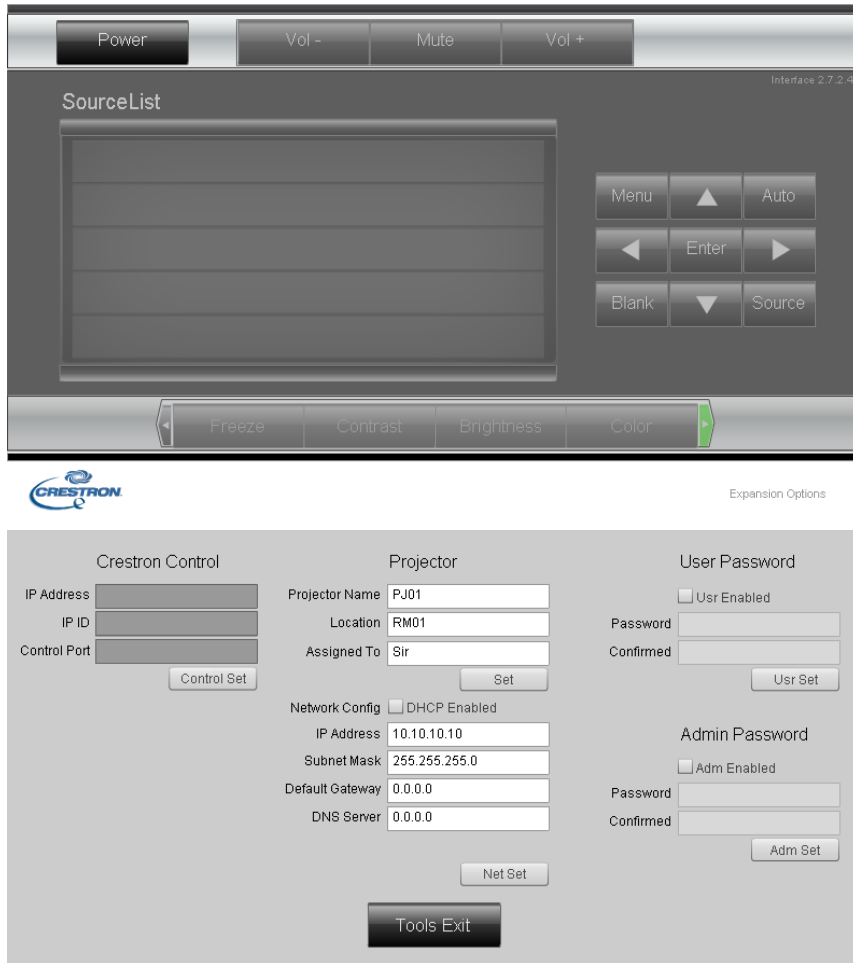 Power
Vol -
Mute
Vol +
Interface 2.7.2.4
SourceList
Menu
Auto
Enter
Blank
Source
Freeze
Contrast
Brightness
Color
CRESTRON
Expansion Options
Crestron Control
IP Address
IP ID
Control Port
Control Set
Projector
Projector Name PJ01
Location RM01
Assigned To Sir
Set
Network Config DHCP Enabled
IP Address 10.10.10.10
Subnet Mask 255.255.255.0
Default Gateway 0.0.0.0
DNS Server 0.0.0.0
Net Set
User Password
Usr Enabled
Password
Confirmed
Usr Set
Admin Password
Adm Enabled
Password
Confirmed
Adm Set
Tools Exit